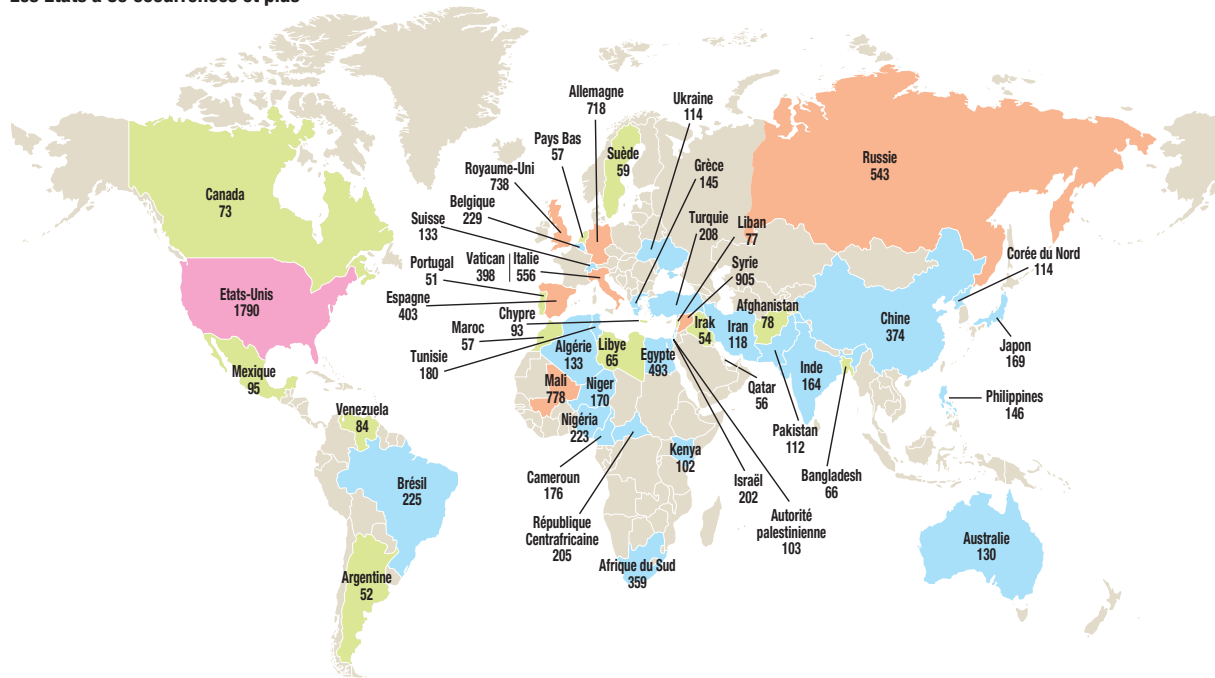 Allemagne
718
Ukraine
114
Pays Bas
57
Suède
59
Grèce
145
Russie
543
Royaume-Uni
738
Canada
73
Belgique
229
Suisse
133
Turquie
208
Liban
77
Corée du Nord
114
Portugal
51
Vatican
398
Italie
556
Syrie
905
Etats-Unis
1790
Espagne
403
Chypre
93
Afghanistan
78
Chine
374
Maroc
57
Irak
54
Iran
118
Japon
169
Tunisie
180
Algérie
133
Libye
65
Egypte
493
Mexique
95
Mali
778
Niger
170
Qatar
56
Inde
164
Philippines
146
Venezuela
84
Nigéria
223
Pakistan
112
Kenya
102
Bangladesh
66
Cameroun
176
Israël
202
Brésil
225
République
Centrafricaine
205
Autorité
palestinienne
103
Australie
130
Afrique du Sud
359
Argentine
52